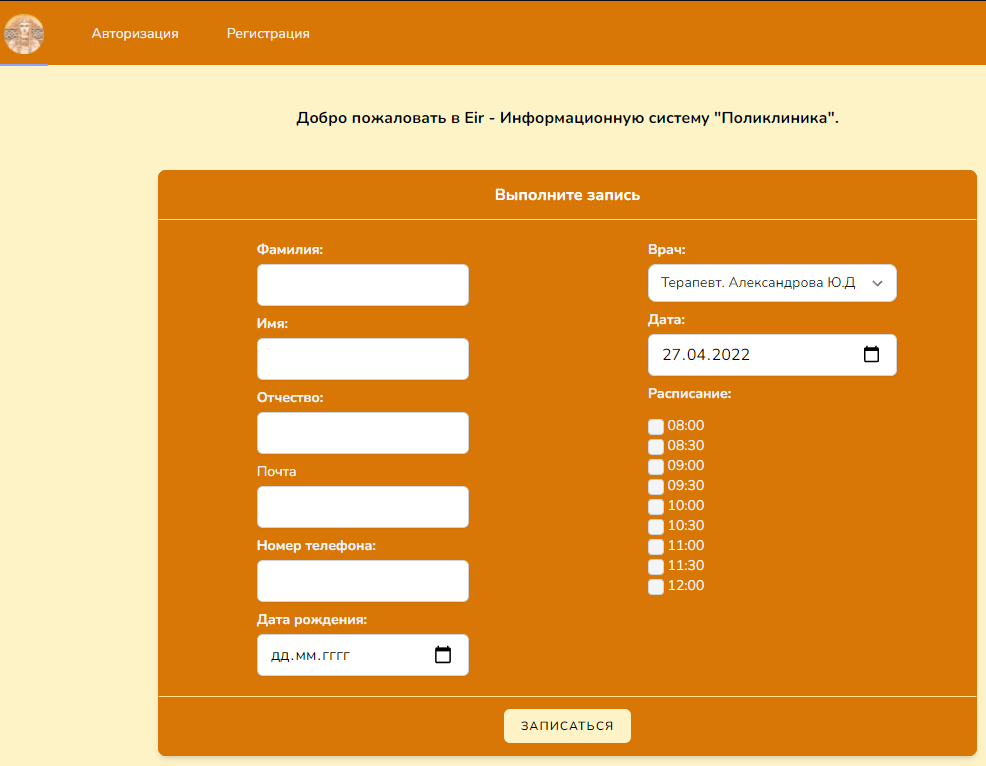 Авторизация Регистрация
Добро пожаловать в Eir - Информационную систему "Поликлиника".
Выполните запись
Фамилия:
Имя:
Отчество:
Почта
Номер телефона:
Дата рождения:
дд.мм.гггг
Врач:
Терапевт. Александрова Ю.Д
Дата:
27.04.2022
Расписание:
08:00
08:30
09:00
09:30
10:00
10:30
11:00
11:30
12:00
ЗАПИСАТЬСЯ